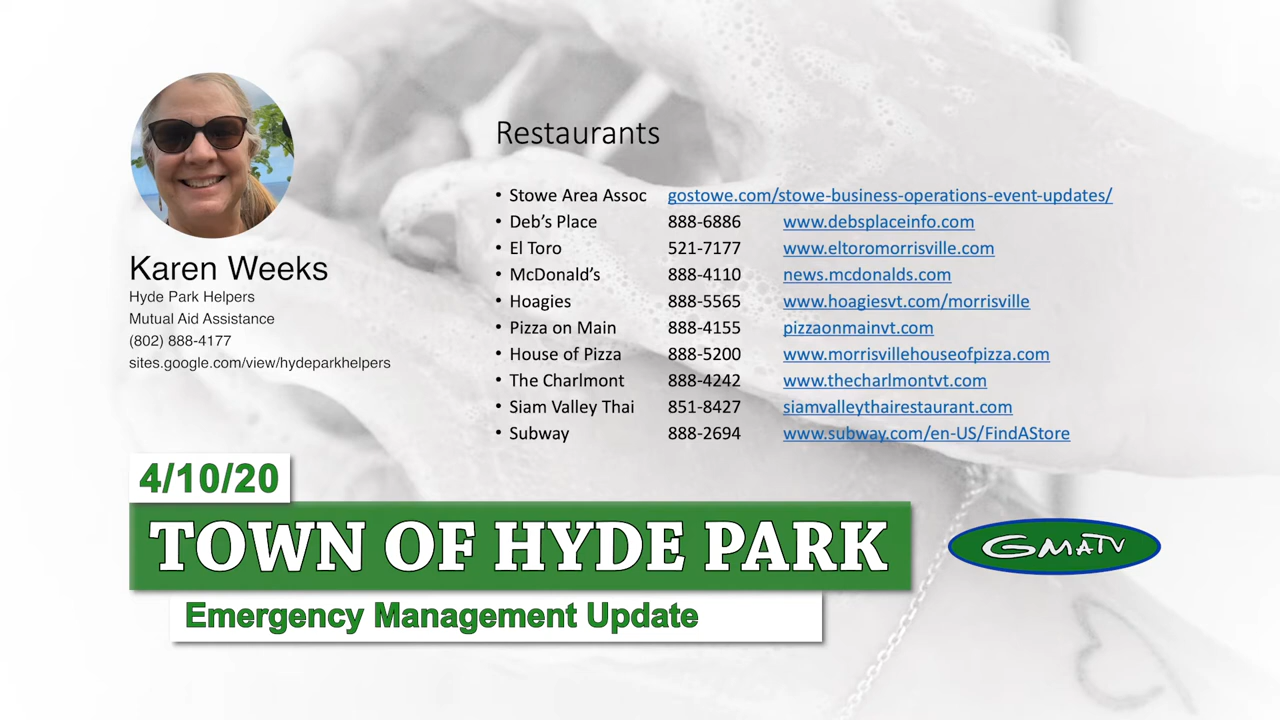 Restaurants
• Stowe Area Assoc gostowe.com/stowe-business-operations-event-updates/
• Deb's Place 888-6886 www.debsplaceinfo.com
• El Toro 521-7177 www.eltoromorrisville.com
• McDonald's 888-4110 news.mcdonalds.com
• Hoagies 888-5565 www.hoagiesvt.com/morrisville
• Pizza on Main 888-4155 pizzaonmainvt.com
• House of Pizza 888-5200 www.morrisvillehouseofpizza.com
• The Charlmont 888-4242 www.thecharlmontvt.com
• Siam Valley Thai 851-8427 siamvalleythairestaurant.com
• Subway 888-2694 www.subway.com/en-US/FindAStore
Karen Weeks
Hyde Park Helpers
Mutual Aid Assistance
(802) 888-4177
sites.google.com/view/hydeparkhelpers
4/10/20
TOWN OF HYDE PARK
GMATV
Emergency Management Update